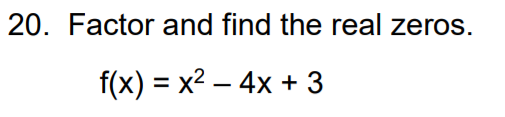 20. Factor and find the real zeros.
f(x) = x² – 4x + 3